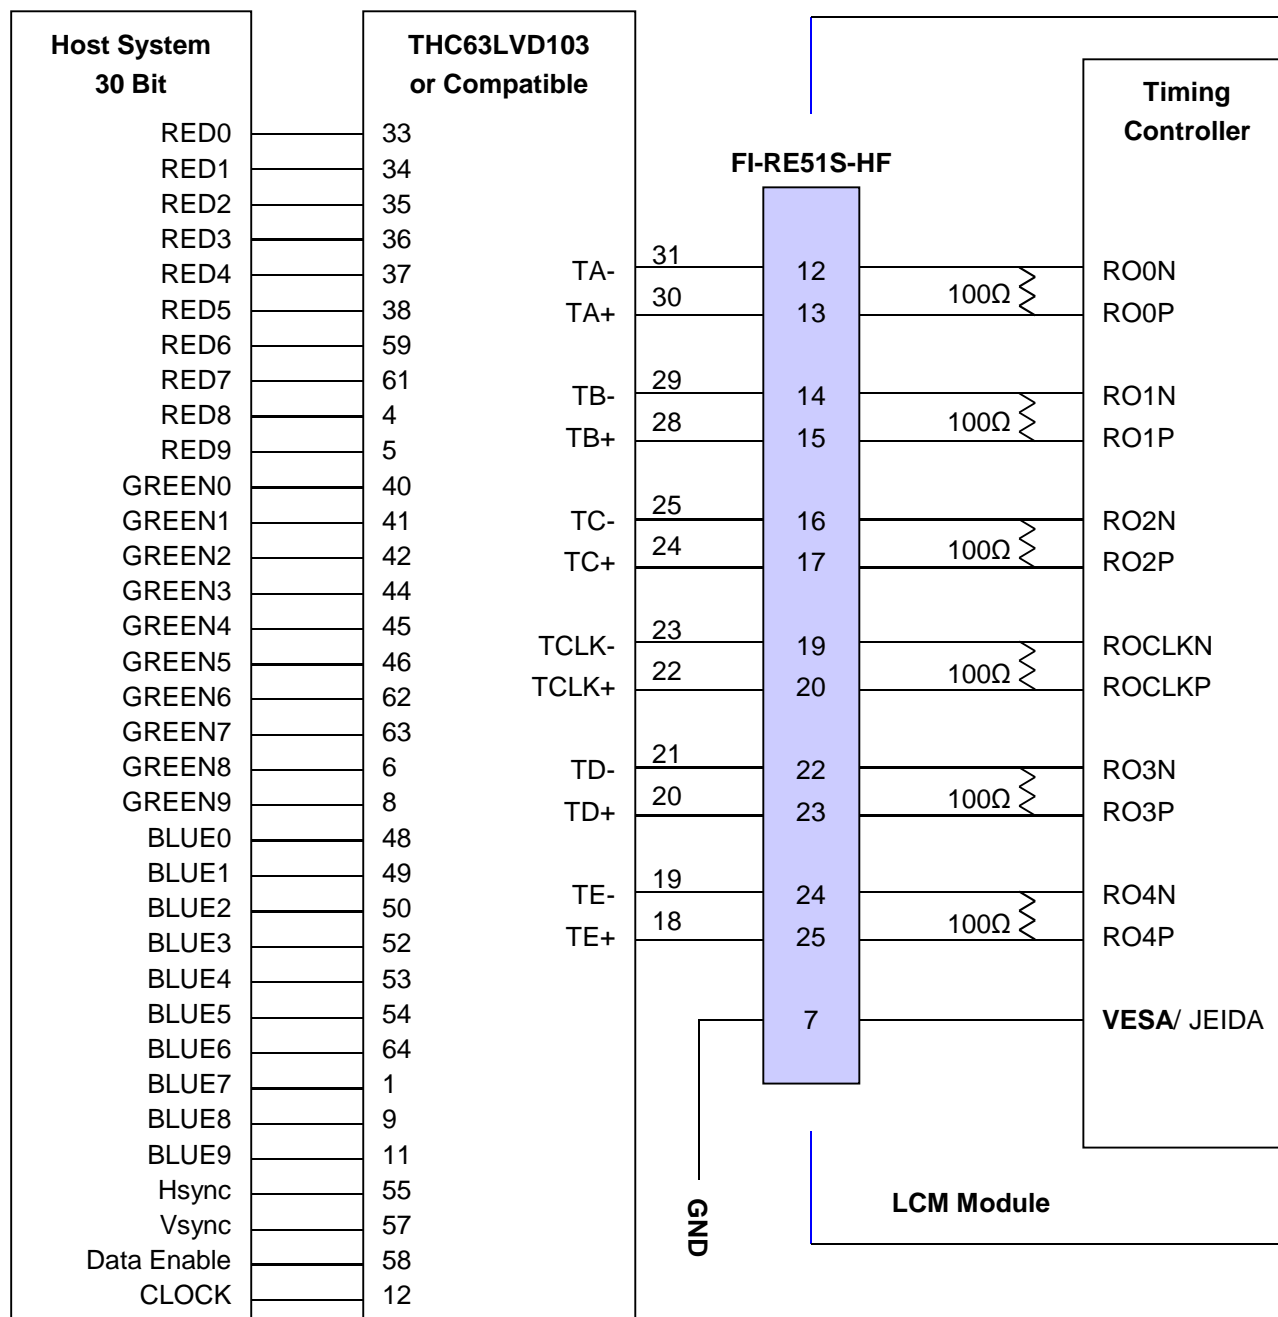 Host System
30 Bit
RED0 33
RED1 34
RED2 35
RED3 36
RED4 37
RED5 38
RED6 59
RED7 61
RED8 4
RED9 5
GREEN0 40
GREEN1 41
GREEN2 42
GREEN3 44
GREEN4 45
GREEN5 46
GREEN6 62
GREEN7 63
GREEN8 6
GREEN9 8
BLUE0 48
BLUE1 49
BLUE2 50
BLUE3 52
BLUE4 53
BLUE5 54
BLUE6 64
BLUE7 1
BLUE8 9
BLUE9 11
Hsync 55
Vsync 57
Data Enable 58
CLOCK 12
THC63LVD103
or Compatible
FI-RE51S-HF
Timing
Controller
TA- 31 12 RO0N
100Ω
TA+ 30 13 RO0P
TB- 29 14 RO1N
100Ω
TB+ 28 15 RO1P
TC- 25 16 RO2N
100Ω
TC+ 24 17 RO2P
TCLK- 23 19 ROCLKN
100Ω
TCLK+ 22 20 ROCLKP
TD- 21 22 RO3N
100Ω
TD+ 20 23 RO3P
TE- 19 24 RO4N
100Ω
TE+ 18 25 RO4P
7 VESA/ JEIDA
GND
LCM Module